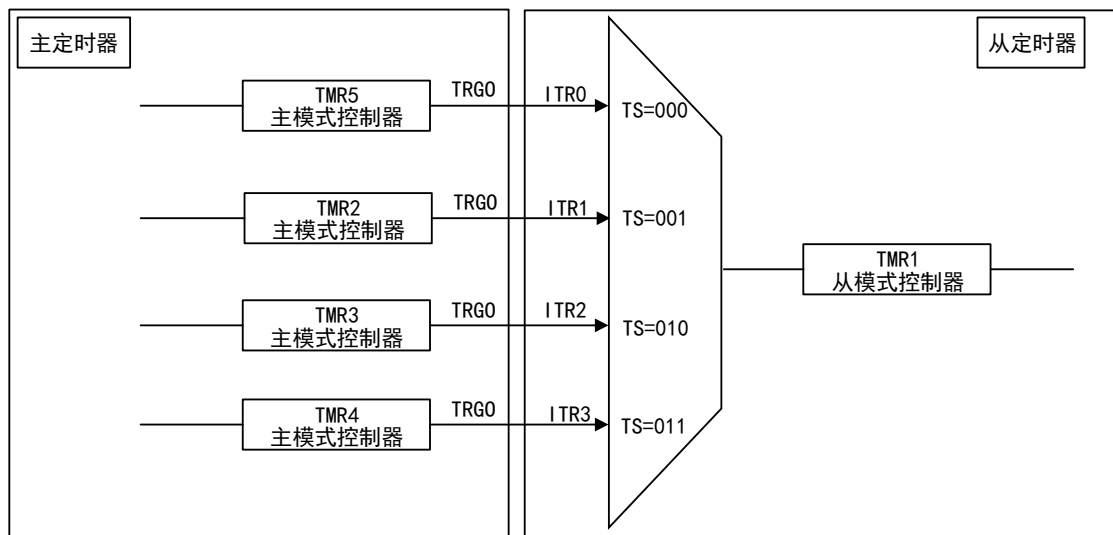 主定时器
从定时器
TMR5
主模式控制器
TRGO
ITR0
TS=000
TMR2
主模式控制器
TRGO
ITR1
TS=001
TMR1
从模式控制器
TMR3
主模式控制器
TRGO
ITR2
TS=010
TMR4
主模式控制器
TRGO
ITR3
TS=011